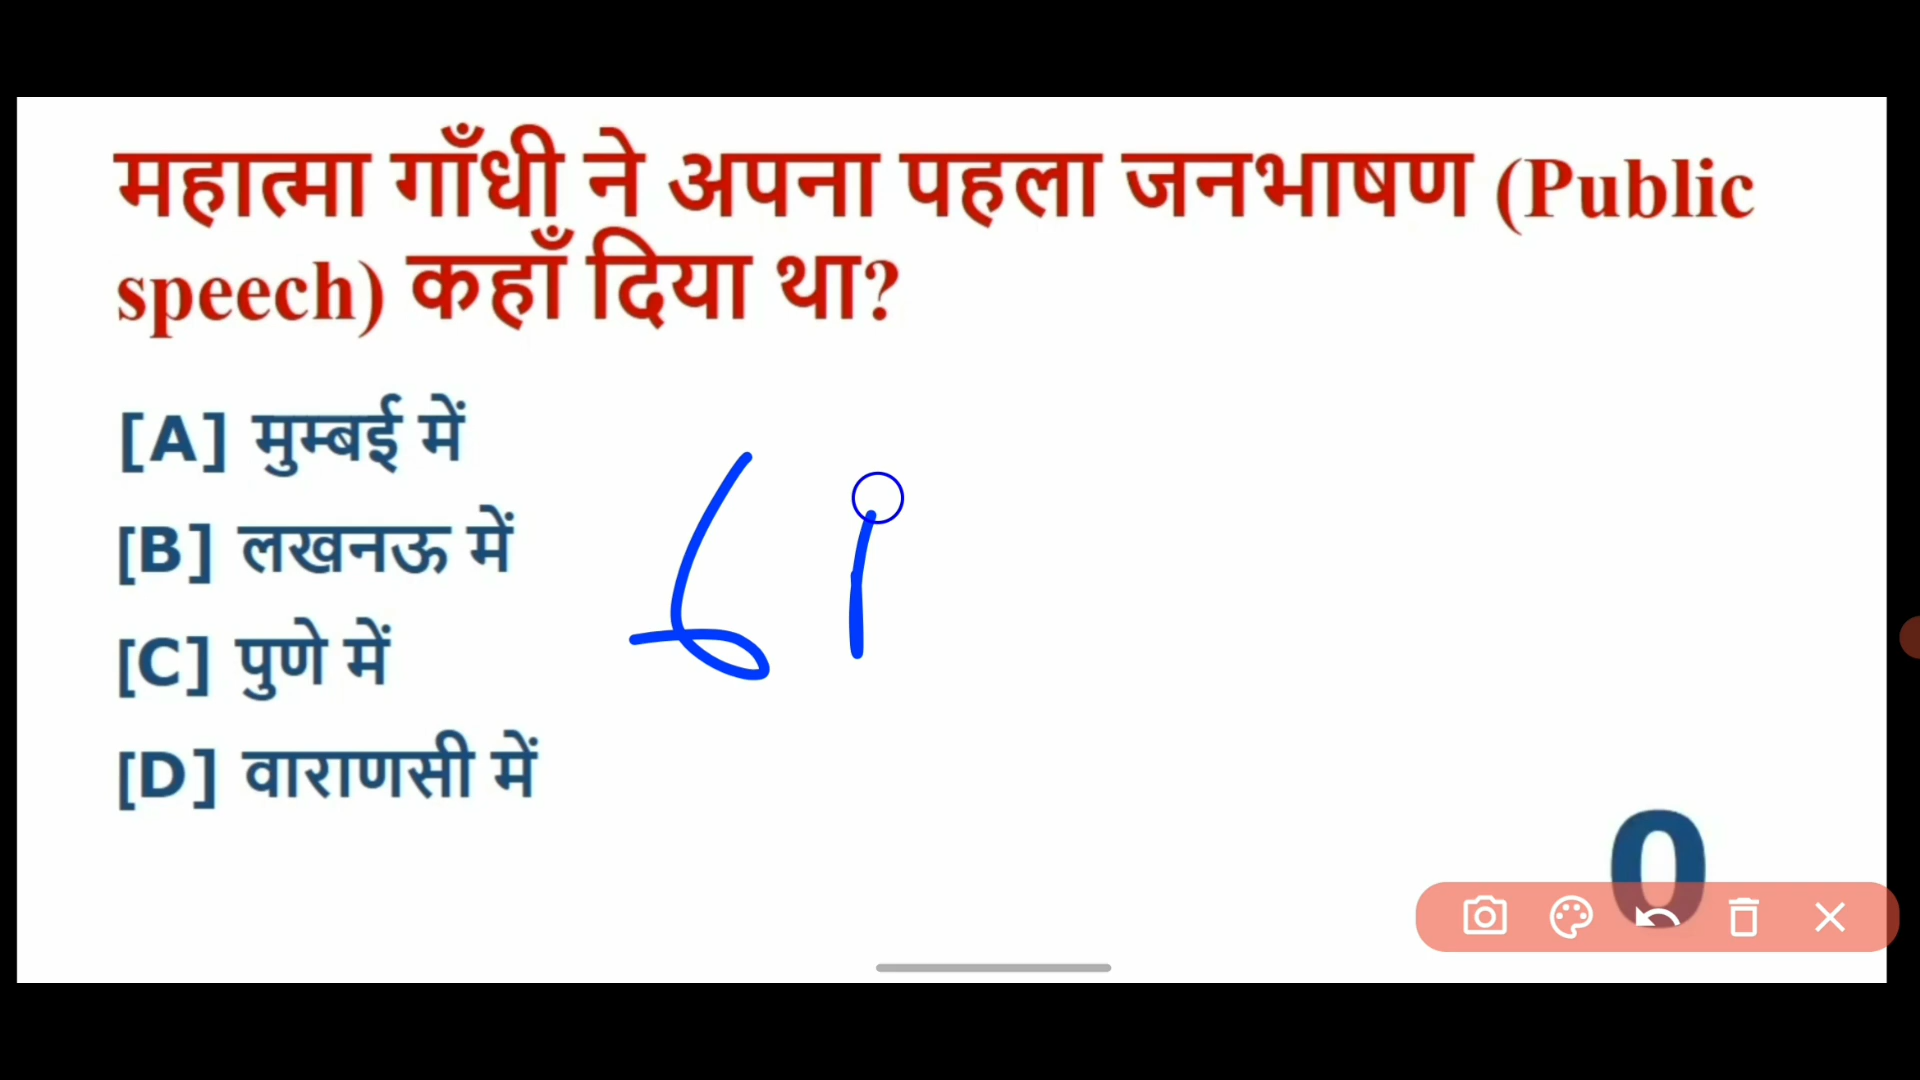 महात्मा गाँधी ने अपना पहला जनभाषण (Public
speech) कहाँ दिया था?
[A] मुम्बई में
[B] लखनऊ में
[C] पुणे में
[D] वाराणसी में
0